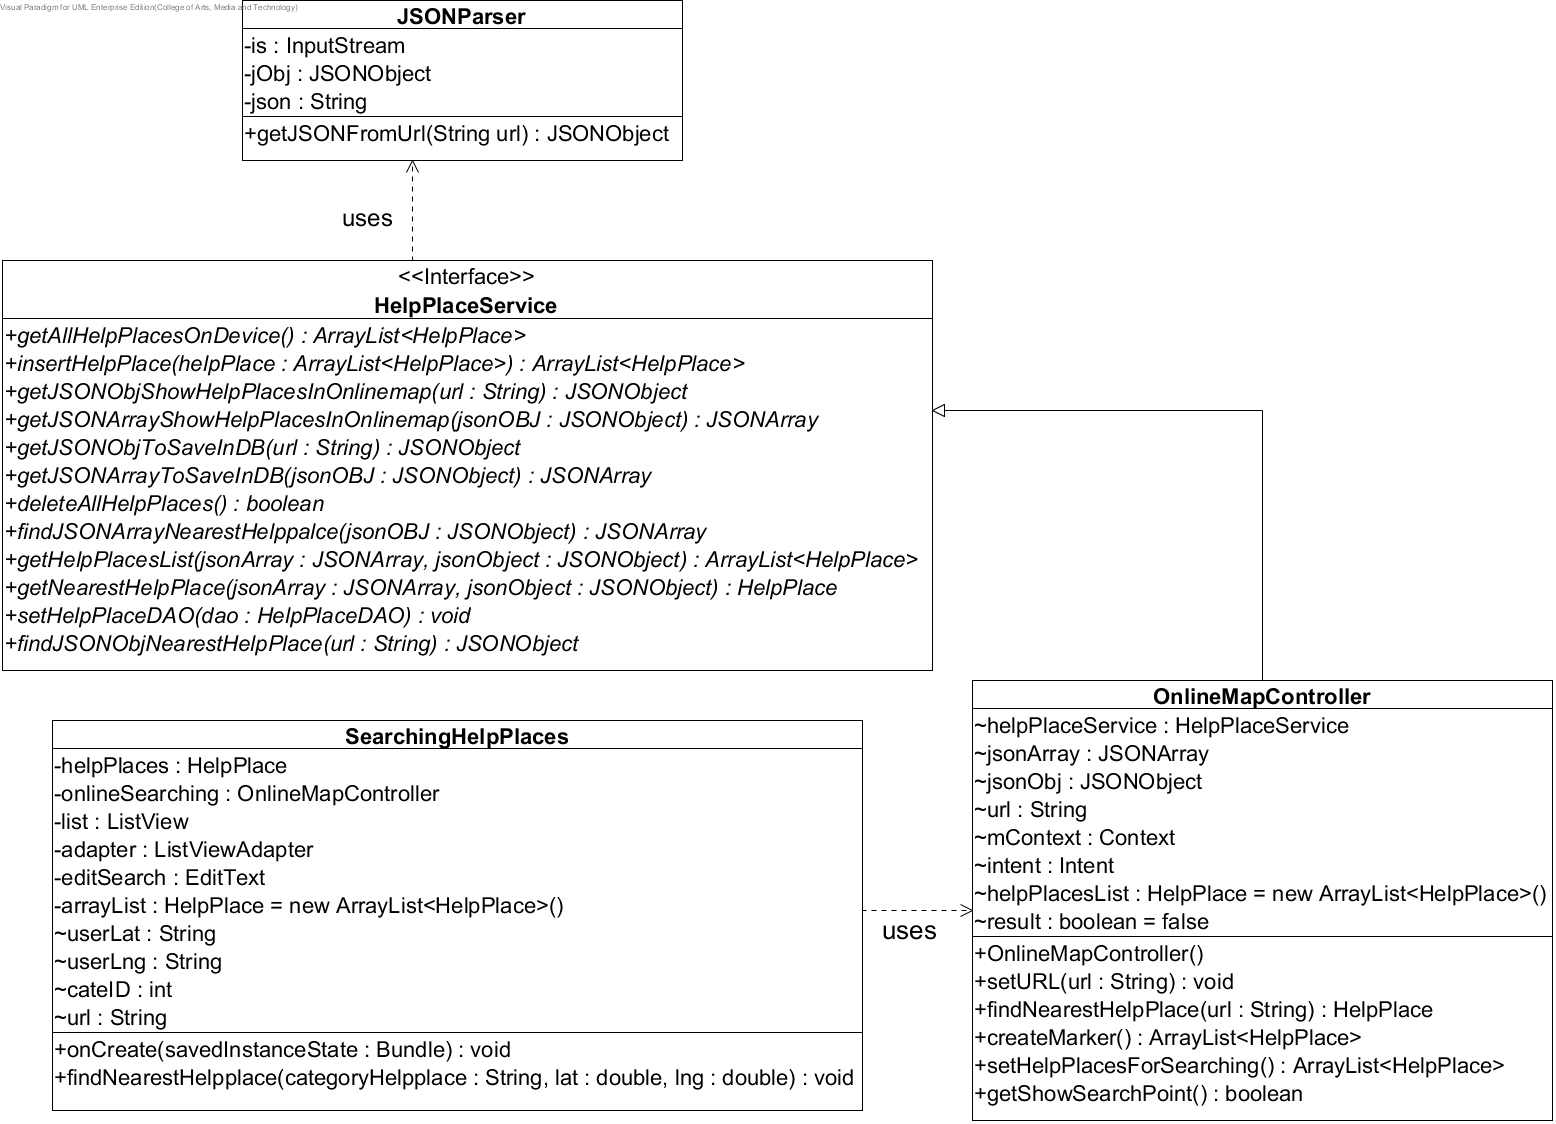 Visual Paradigm for UML Enterprise Edition(College of Arts, Media and Technology)
JSONParser
-is : InputStream
-jObj : JSONObject
-json : String
+getJSONFromUrl(String url) : JSONObject
uses
<<Interface>>
HelpPlaceService
+getAllHelpPlacesOnDevice() : ArrayList<HelpPlace>
+insertHelpPlace(helpPlace : ArrayList<HelpPlace>) : ArrayList<HelpPlace>
+getJSONObjShowHelpPlacesInOnlinemap(url : String) : JSONObject
+getJSONArrayShowHelpPlacesInOnlinemap(jsonOBJ : JSONObject) : JSONArray
+getJSONObjToSaveInDB(url : String) : JSONObject
+getJSONArrayToSaveInDB(jsonOBJ : JSONObject) : JSONArray
+deleteAllHelpPlaces() : boolean
+findJSONArrayNearestHelppalce(jsonOBJ : JSONObject) : JSONArray
+getHelpPlacesList(jsonArray : JSONArray, jsonObject : JSONObject) : ArrayList<HelpPlace>
+getNearestHelpPlace(jsonArray : JSONArray, jsonObject : JSONObject) : HelpPlace
+setHelpPlaceDAO(dao : HelpPlaceDAO) : void
+findJSONObjNearestHelpPlace(url : String) : JSONObject
SearchingHelpPlaces
-helpPlaces : HelpPlace
-onlineSearching : OnlineMapController
-list : ListView
-adapter : ListViewAdapter
-editSearch : EditText
-arrayList : HelpPlace = new ArrayList<HelpPlace>()
~userLat : String
~userLng : String
~cateID : int
~url : String
+onCreate(savedInstanceState : Bundle) : void
+findNearestHelpplace(categoryHelpplace : String, lat : double, lng : double) : void
uses
OnlineMapController
~helpPlaceService : HelpPlaceService
~jsonArray : JSONArray
~jsonObj : JSONObject
~url : String
~mContext : Context
~intent : Intent
~helpPlacesList : HelpPlace = new ArrayList<HelpPlace>()
~result : boolean = false
+OnlineMapController()
+setURL(url : String) : void
+findNearestHelpPlace(url : String) : HelpPlace
+createMarker() : ArrayList<HelpPlace>
+setHelpPlacesForSearching() : ArrayList<HelpPlace>
+getShowSearchPoint() : boolean